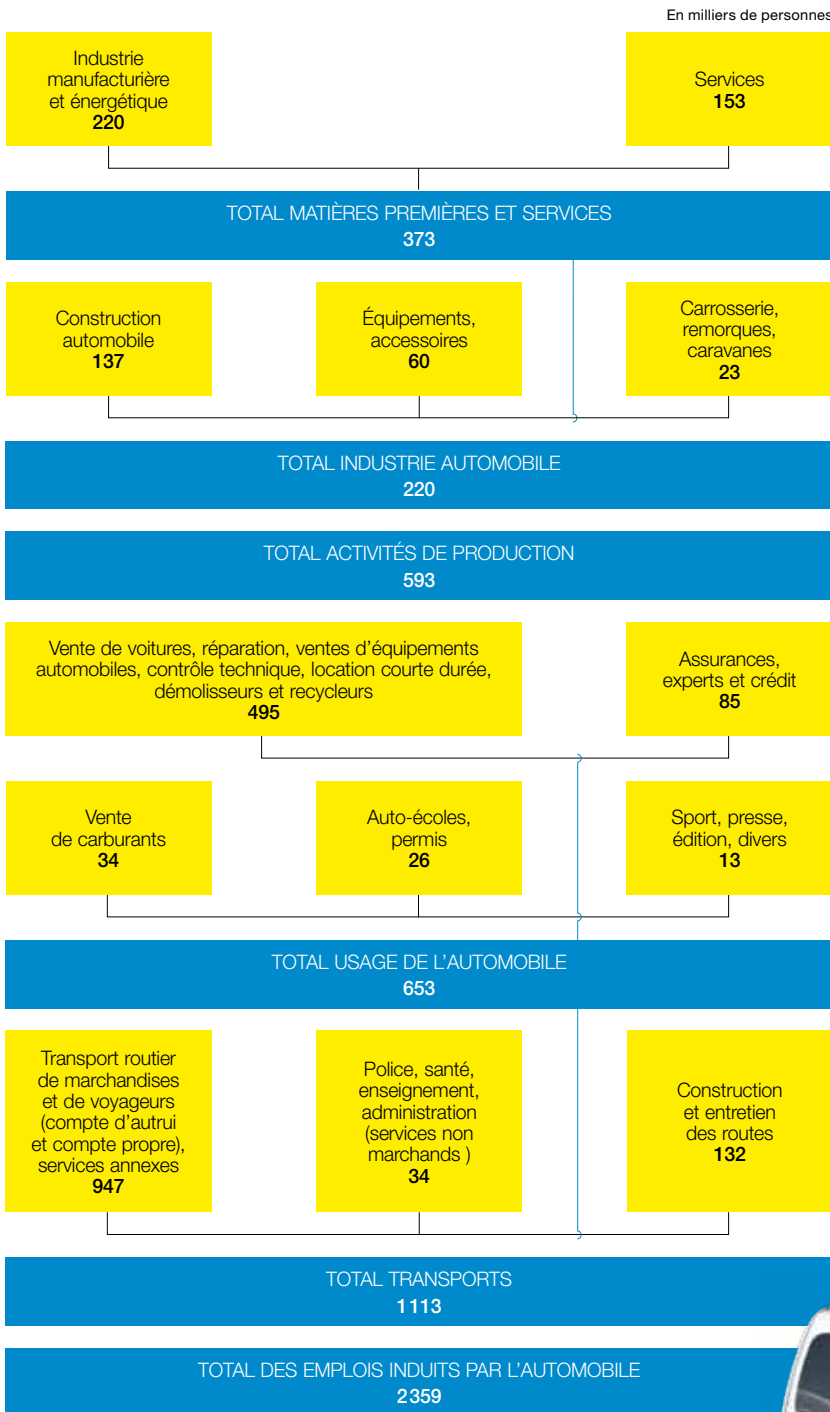 En milliers de personnes
Industrie
manufacturière
et énergétique
220
Services
153
TOTAL MATIÈRES PREMIÈRES ET SERVICES
373
Construction
automobile
137
Équipements,
accessoires
60
Carrosserie,
remorques,
caravanes
23
TOTAL INDUSTRIE AUTOMOBILE
220
TOTAL ACTIVITÉS DE PRODUCTION
593
Vente de voitures, réparation, ventes d'équipements
automobiles, contrôle technique, location courte durée,
démolisseurs et recycleurs
495
Assurances,
experts et crédit
85
Vente
de carburants
34
Auto-écoles,
permis
26
Sport, presse,
édition, divers
13
TOTAL USAGE DE L'AUTOMOBILE
653
Transport routier
de marchandises
et de voyageurs
(compte d'autrui
et compte propre),
services annexes
947
Police, santé,
enseignement,
administration
(services non
marchands )
34
Construction
et entretien
des routes
132
TOTAL TRANSPORTS
1113
TOTAL DES EMPLOIS INDUITS PAR L'AUTOMOBILE
2359